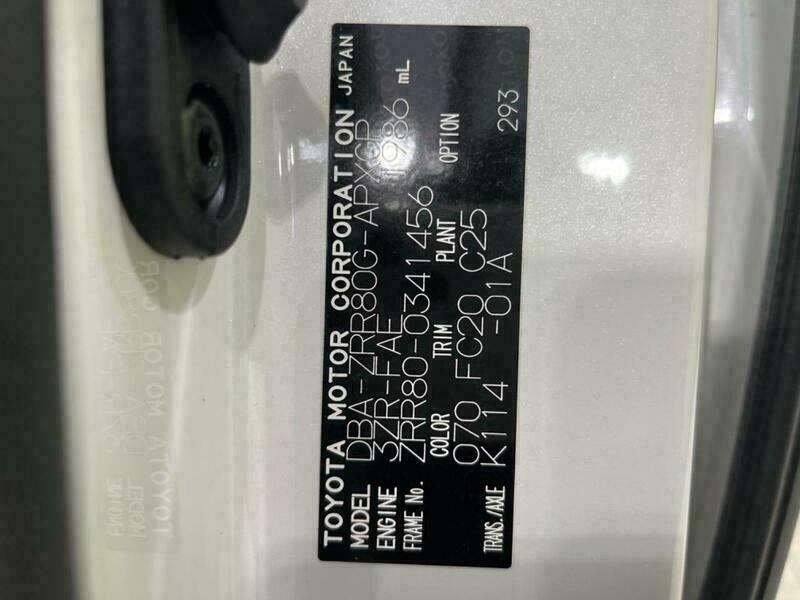 TOYOTA MOTOR CORPORATION JAPAN
MODEL DBA-ZRR80G-APXGP
ENGINE 3ZR-FAE 1986 mL
FRAME No. ZRR80-0341456
COLOR TRIM PLANT OPTION
070 FC20 C25
TRANS./AXLE K114 -01A 293